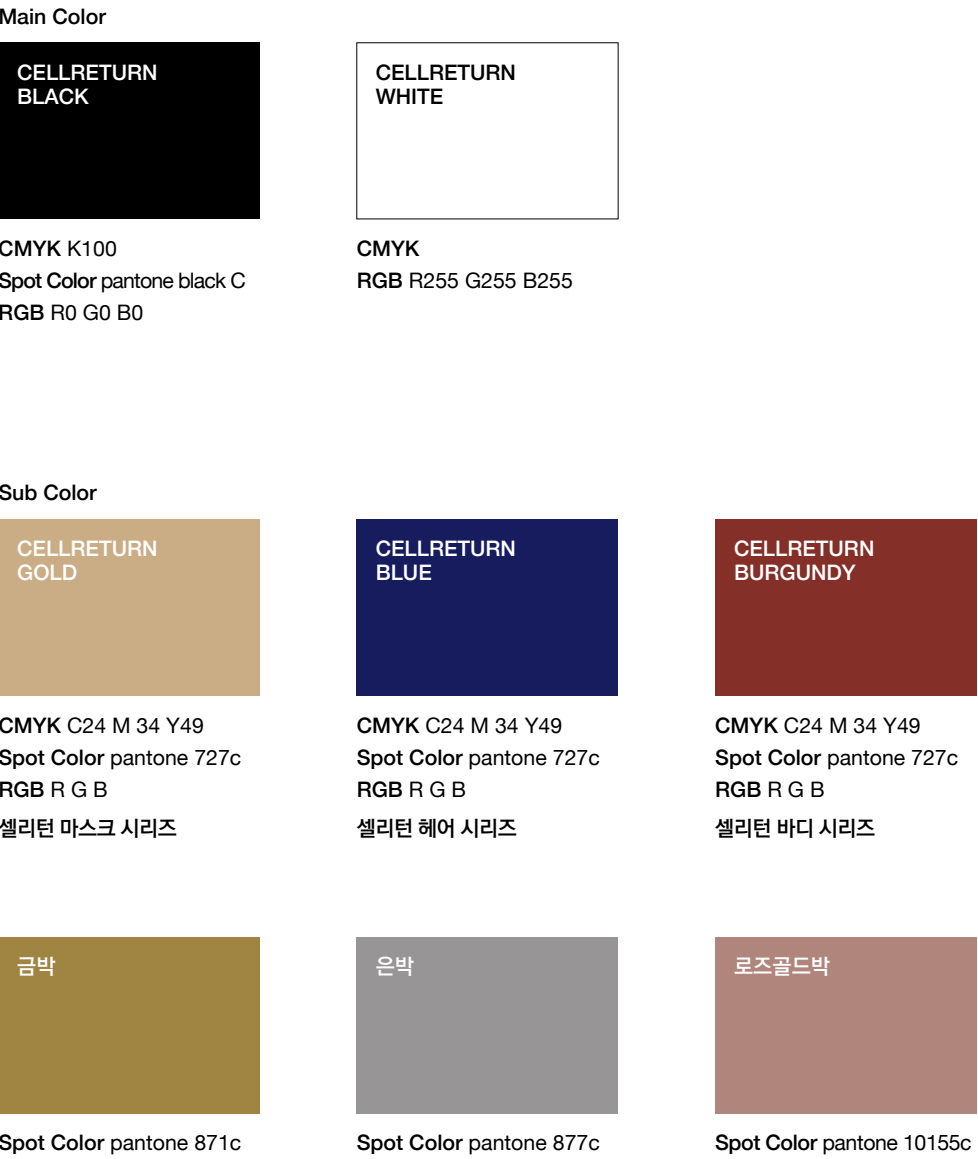 Main Color
CELLRETURN
BLACK
CELLRETURN
WHITE
CMYK K100
Spot Color pantone black C
RGB R0 G0 B0
CMYK
RGB R255 G255 B255
Sub Color
CELLRETURN
GOLD
CELLRETURN
BLUE
CELLRETURN
BURGUNDY
CMYK C24 M 34 Y49
Spot Color pantone 727c
RGB R G B
셀리턴 마스크 시리즈
CMYK C24 M 34 Y49
Spot Color pantone 727c
RGB R G B
셀리턴 헤어 시리즈
CMYK C24 M 34 Y49
Spot Color pantone 727c
RGB R G B
셀리턴 바디 시리즈
금박
은박
로즈골드박
Spot Color pantone 871c
Spot Color pantone 877c
Spot Color pantone 10155c